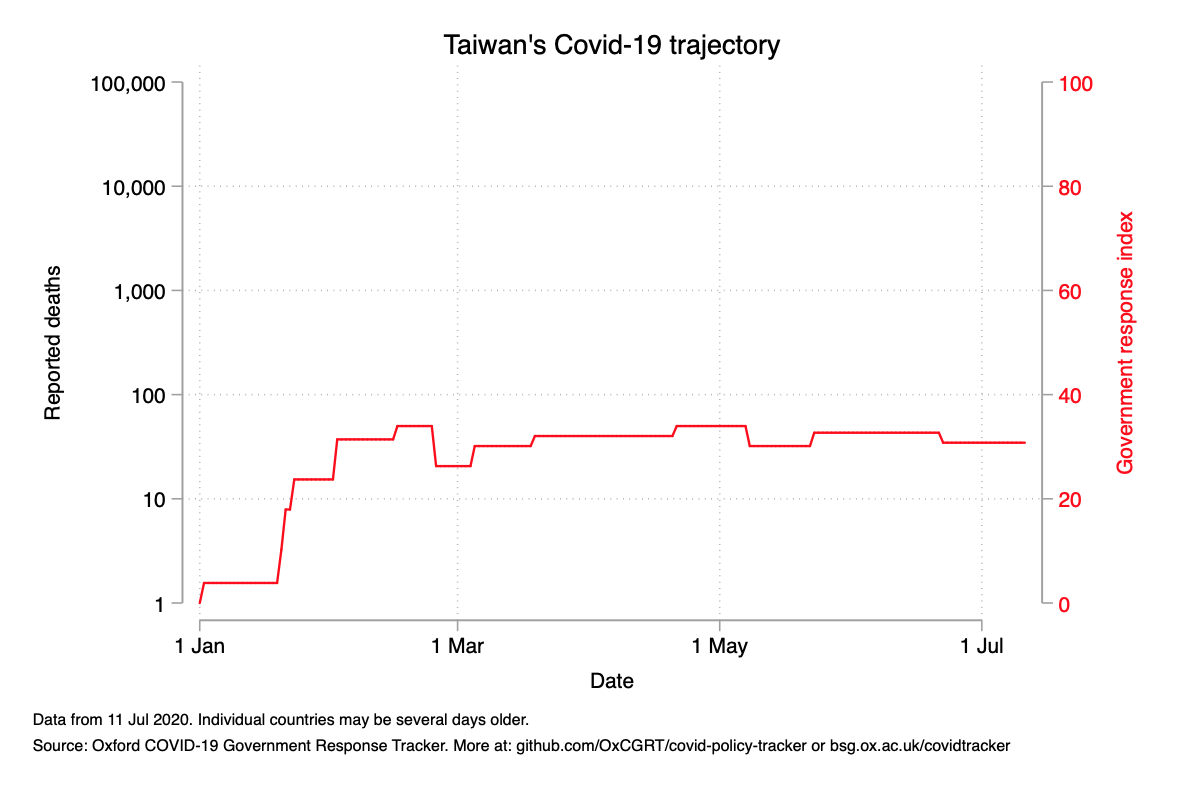 Taiwan's Covid-19 trajectory
100,000
10,000
1,000
100
10
1
Reported deaths
100
80
60
40
20
0
Government response index
1 Jan
1 Mar
1 May
1 Jul
Date
Data from 11 Jul 2020. Individual countries may be several days older.
Source: Oxford COVID-19 Government Response Tracker. More at: github.com/OxCGRT/covid-policy-tracker or bsg.ox.ac.uk/covidtracker